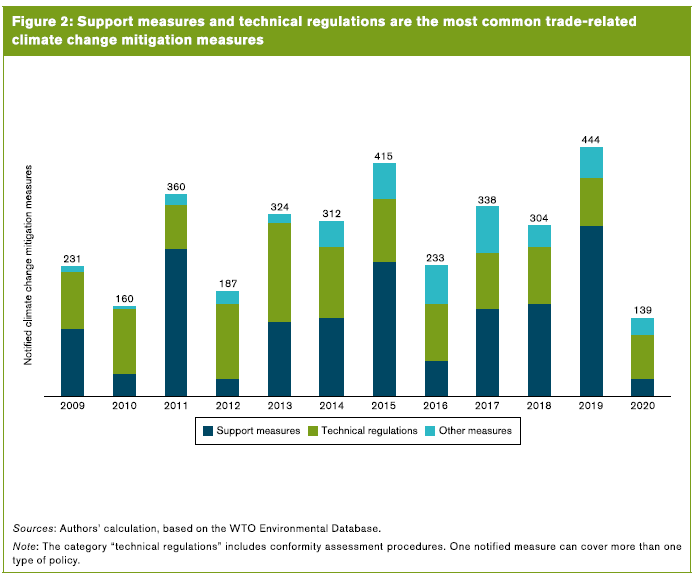 Figure 2: Support measures and technical regulations are the most common trade-related
climate change mitigation measures
Notified climate change mitigation measures
231
160
360
187
324
312
415
233
338
304
444
139
2009 2010 2011 2012 2013 2014 2015 2016 2017 2018 2019 2020
Support measures Technical regulations Other measures
Sources: Authors' calculation, based on the WTO Environmental Database.
Note: The category "technical regulations" includes conformity assessment procedures. One notified measure can cover more than one
type of policy.